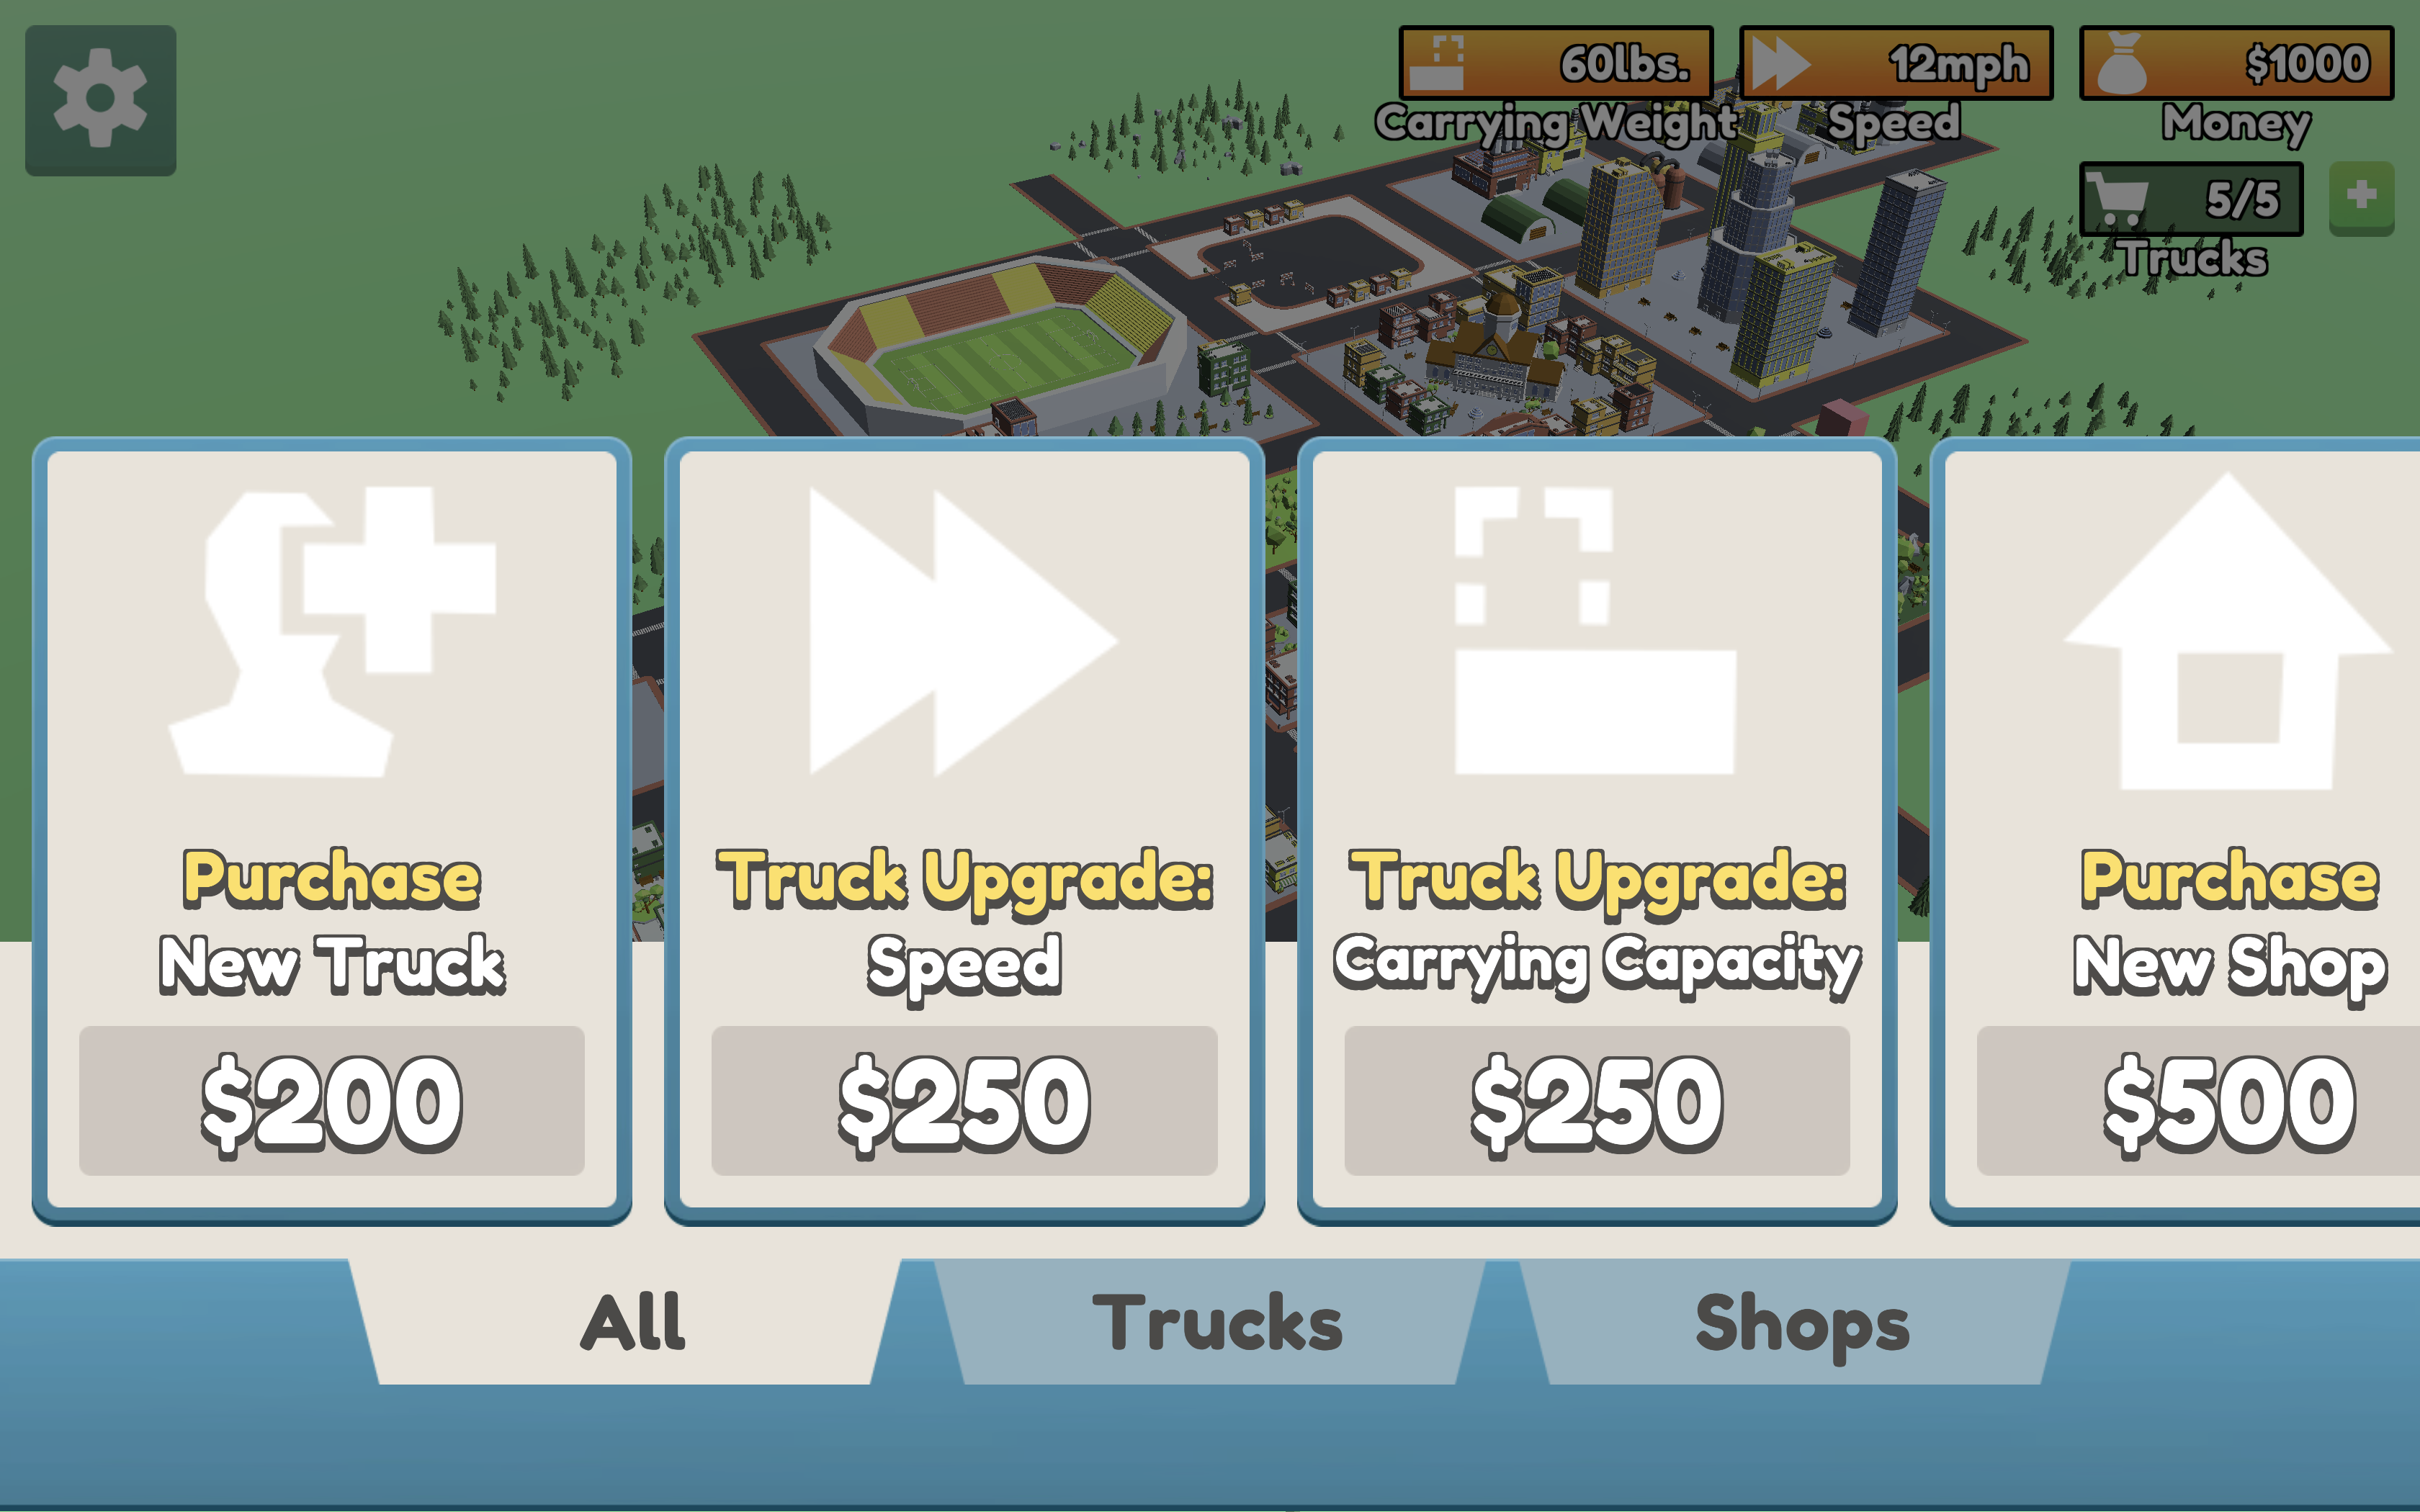 60lbs.
12mph
$1000
Carrying Weight
Speed
Money
5/5
Trucks
Purchase
New Truck
$200
Truck Upgrade:
Speed
$250
Truck Upgrade:
Carrying Capacity
$250
Purchase
New Shop
$500
All
Trucks
Shops